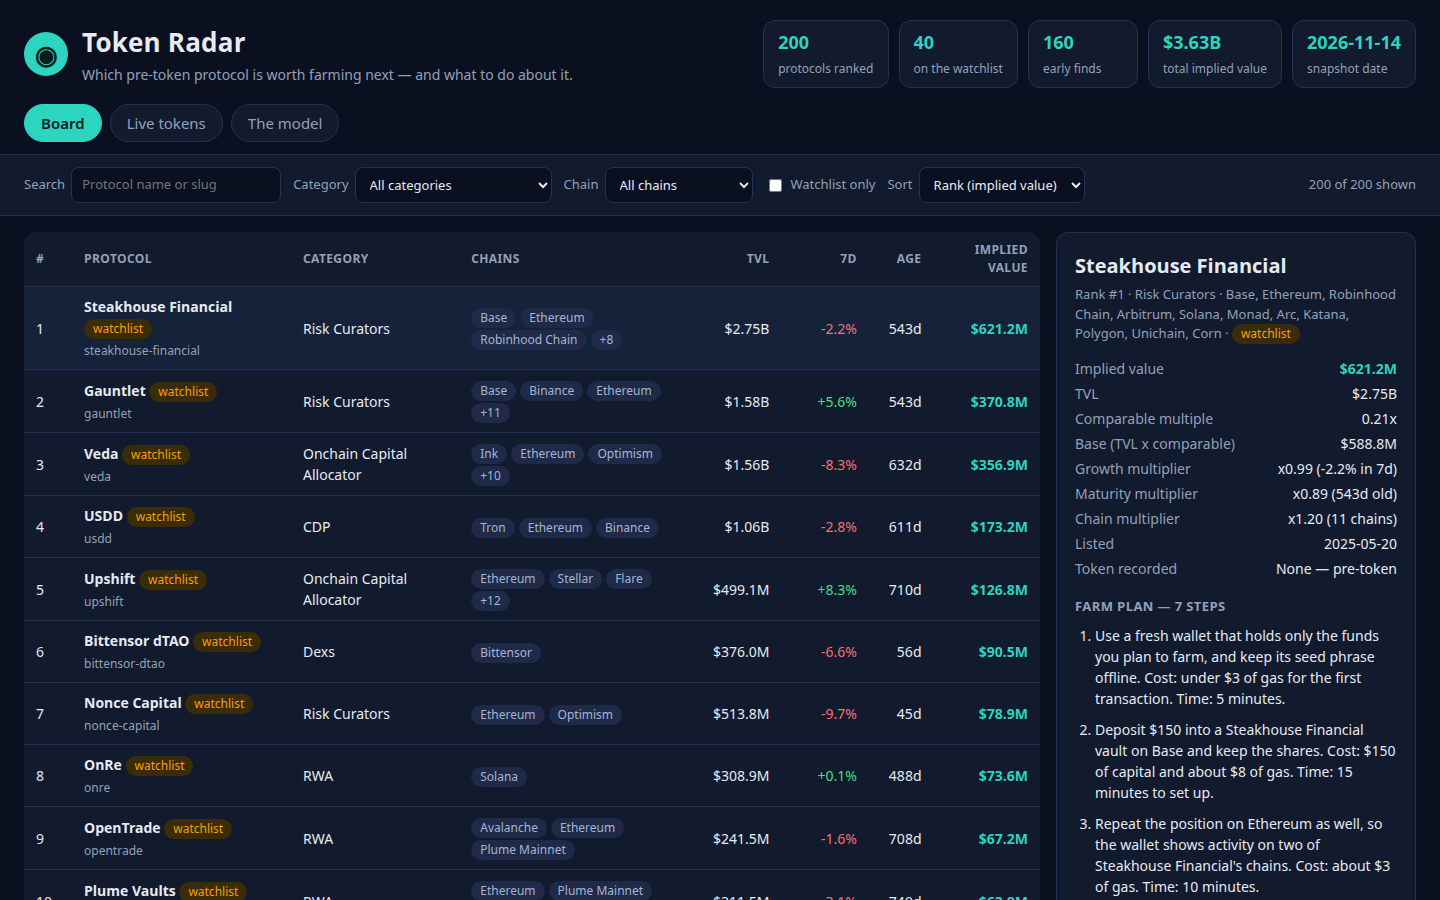 Token Radar
Which pre-token protocol is worth farming next — and what to do about it.
200
protocols ranked
40
on the watchlist
160
early finds
$3.63B
total implied value
2026-11-14
snapshot date
Board
Live tokens
The model
Search
Protocol name or slug
Category
All categories
Chain
All chains
Watchlist only
Sort
Rank (implied value)
200 of 200 shown
# PROTOCOL CATEGORY CHAINS TVL 7D AGE IMPLIED VALUE
1 Steakhouse Financial watchlist steakhouse-financial Risk Curators Base Ethereum Robinhood Chain +8 $2.75B -2.2% 543d $621.2M
2 Gauntlet watchlist gauntlet Risk Curators Base Binance Ethereum +11 $1.58B +5.6% 543d $370.8M
3 Veda watchlist veda Onchain Capital Allocator Ink Ethereum Optimism +10 $1.56B -8.3% 632d $356.9M
4 USDD watchlist usdd CDP Tron Ethereum Binance $1.06B -2.8% 611d $173.2M
5 Upshift watchlist upshift Onchain Capital Allocator Ethereum Stellar Flare +12 $499.1M +8.3% 710d $126.8M
6 Bittensor dTAO watchlist bittensor-dtao Dexs Bittensor $376.0M -6.6% 56d $90.5M
7 Nonce Capital watchlist nonce-capital Risk Curators Ethereum Optimism $513.8M -9.7% 45d $78.9M
8 OnRe watchlist onre RWA Solana $308.9M +0.1% 488d $73.6M
9 OpenTrade watchlist opentrade RWA Avalanche Ethereum Plume Mainnet $241.5M -1.6% 708d $67.2M
Plume Vaults watchlist Ethereum Plume Mainnet
Steakhouse Financial
Rank #1 · Risk Curators · Base, Ethereum, Robinhood
Chain, Arbitrum, Solana, Monad, Arc, Katana,
Polygon, Unichain, Corn · watchlist
Implied value $621.2M
TVL $2.75B
Comparable multiple 0.21x
Base (TVL x comparable) $588.8M
Growth multiplier x0.99 (-2.2% in 7d)
Maturity multiplier x0.89 (543d old)
Chain multiplier x1.20 (11 chains)
Listed 2025-05-20
Token recorded None — pre-token
FARM PLAN — 7 STEPS
1. Use a fresh wallet that holds only the funds
you plan to farm, and keep its seed phrase
offline. Cost: under $3 of gas for the first
transaction. Time: 5 minutes.
2. Deposit $150 into a Steakhouse Financial
vault on Base and keep the shares. Cost: $150
of capital and about $8 of gas. Time: 15
minutes to set up.
3. Repeat the position on Ethereum as well, so
the wallet shows activity on two of
Steakhouse Financial's chains. Cost: about $3
of gas. Time: 10 minutes.